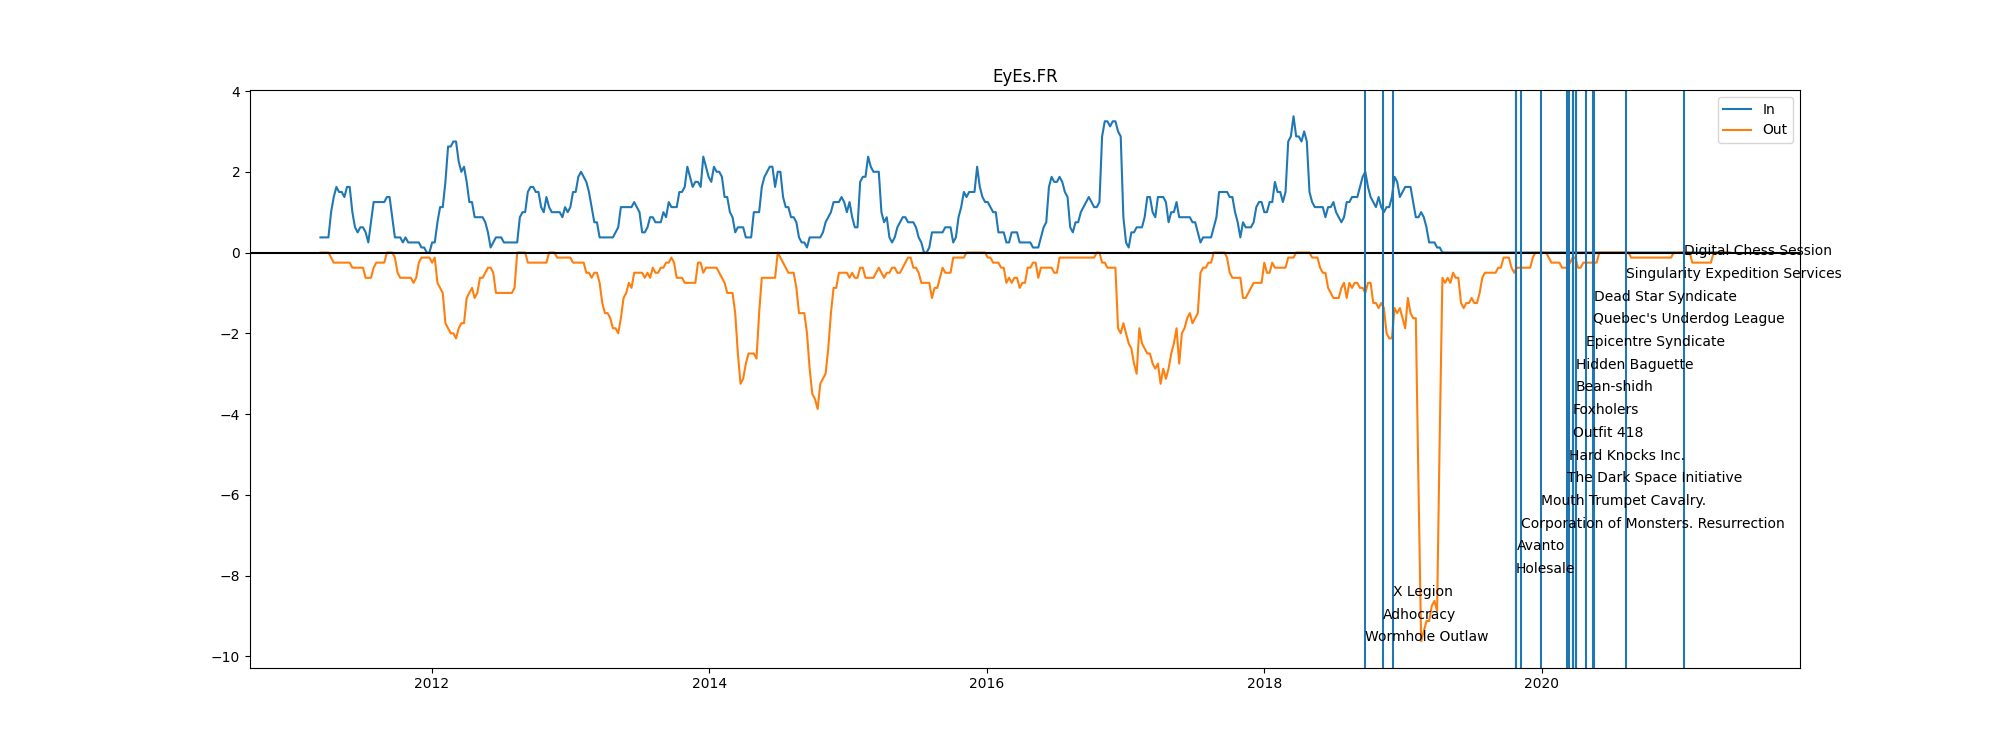 EyEs.FR
4
In
Out
2
0
Digital Chess Session
Singularity Expedition Services
Dead Star Syndicate
Quebec's Underdog League
−2
Epicentre Syndicate
Hidden Baguette
Bean-shidh
Foxholers
−4
Outfit 418
Hard Knocks Inc.
The Dark Space Initiative
−6
Mouth Trumpet Cavalry.
Corporation of Monsters. Resurrection
Avanto
Holesale
−8
X Legion
Adhocracy
Wormhole Outlaw
−10
2012 2014 2016 2018 2020